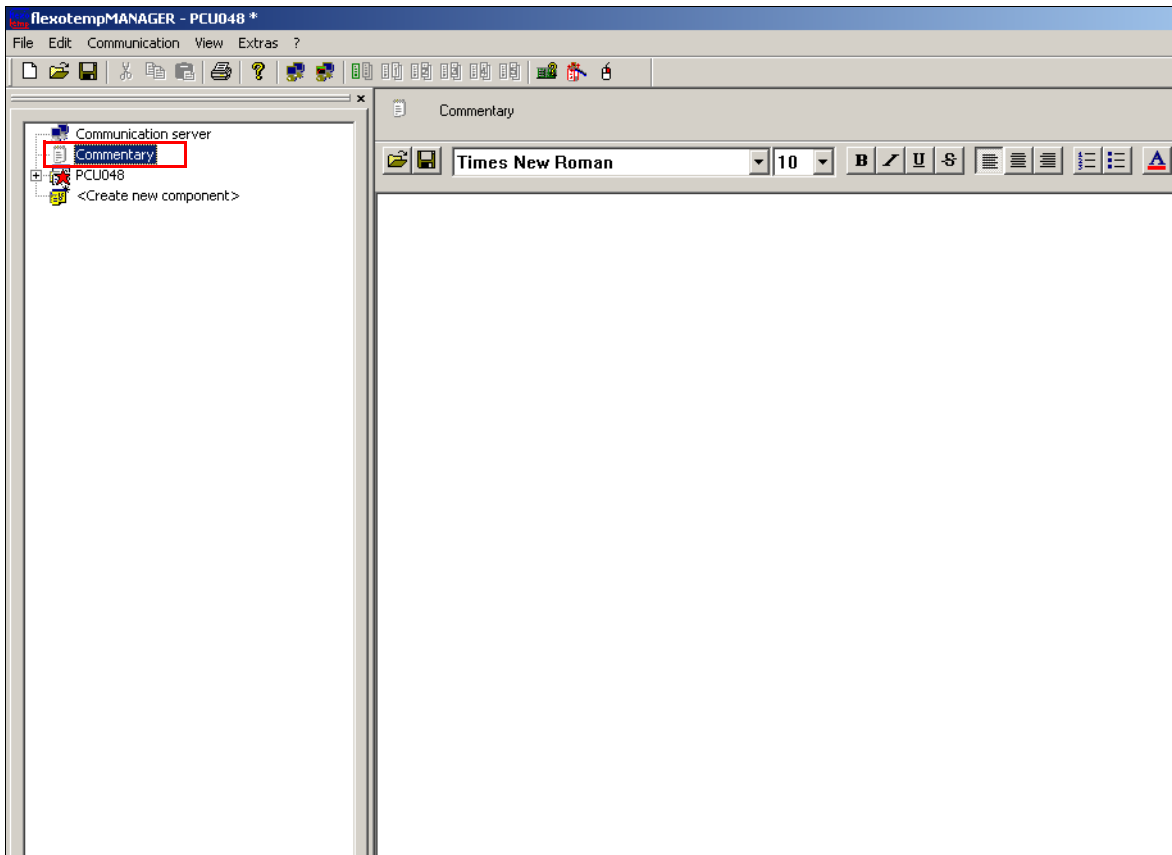 flexotempMANAGER - PCU048 *
File Edit Communication View Extras ?
Communication server
Commentary
PCU048
<Create new component>
Commentary
Times New Roman 10 B I U S A